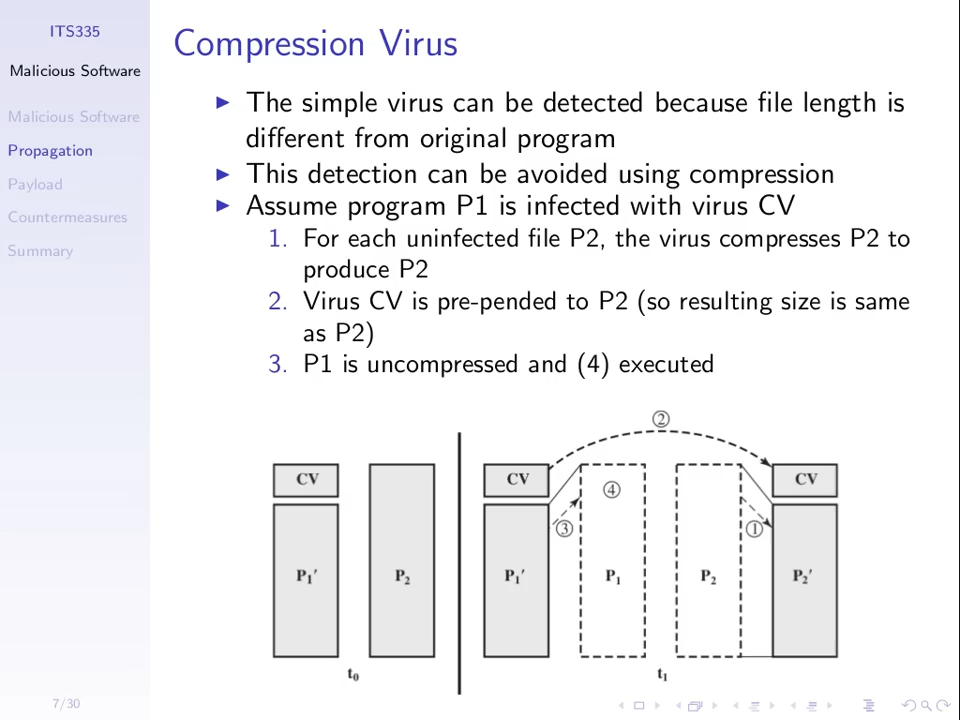 ITS335
Malicious Software
Malicious Software
Propagation
Payload
Countermeasures
Summary
7/30
Compression Virus
The simple virus can be detected because file length is
different from original program
This detection can be avoided using compression
Assume program P1 is infected with virus CV
1. For each uninfected file P2, the virus compresses P2 to
produce P2
2. Virus CV is pre-pended to P2 (so resulting size is same
as P2)
3. P1 is uncompressed and (4) executed
②
CV
CV
CV
④
③
①
P₁′
P₂
P₁′
P₁
P₂
P₂′
t₀
t₁